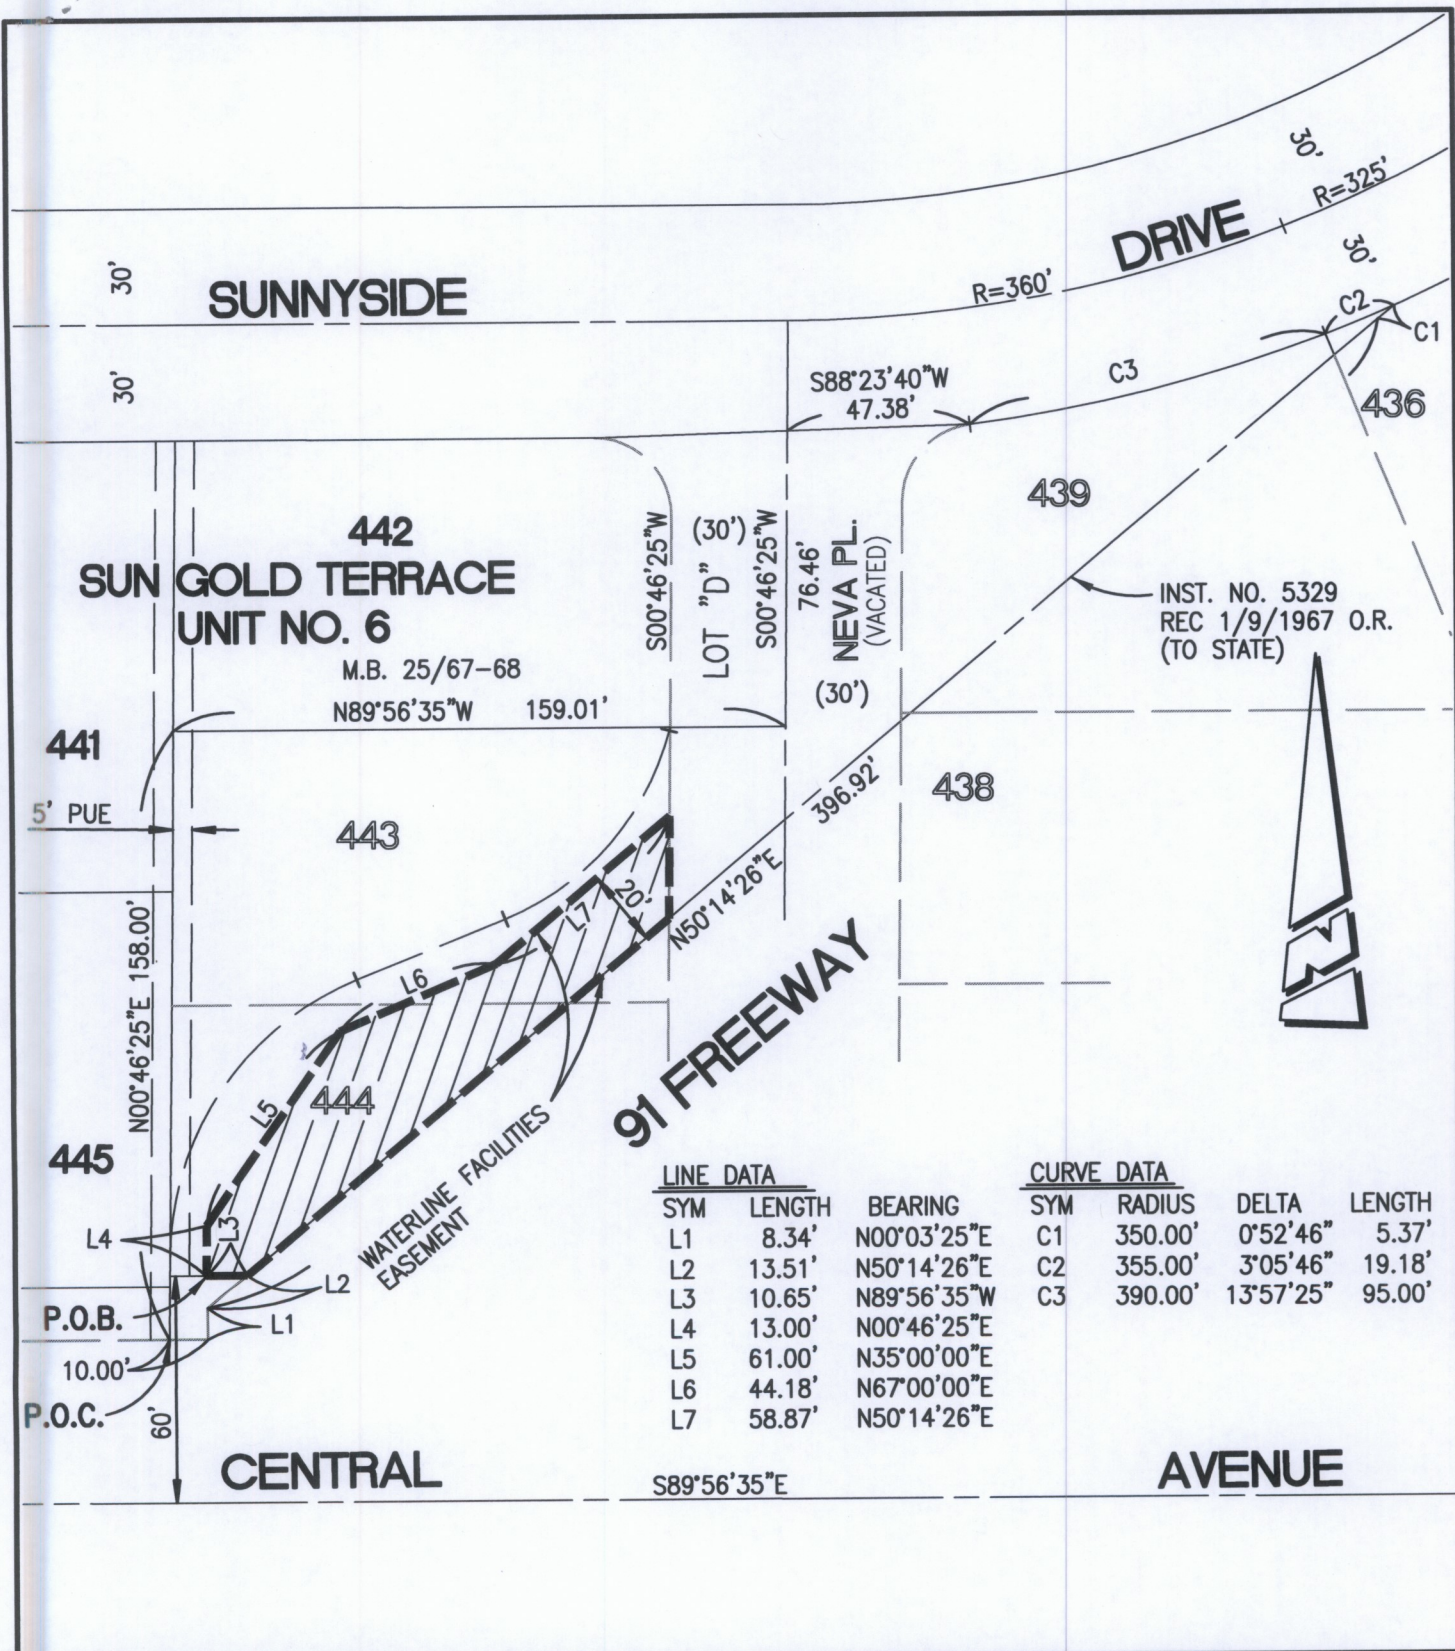 30'
R=325'
DRIVE
30'
30'
SUNNYSIDE
R=360'
C2
C1
30'
S88°23'40"W
47.38'
C3
436
442
SUN GOLD TERRACE
UNIT NO. 6
M.B. 25/67-68
N89°56'35"W 159.01'
S00°46'25"W
LOT "D" (30')
S00°46'25"W
76.46'
NEVA PL.
(VACATED)
(30')
439
INST. NO. 5329
REC 1/9/1967 O.R.
(TO STATE)
441
5' PUE
443
438
396.92'
N50°14'26"E
20'
L7
L6
N00°46'25"E 158.00'
91 FREEWAY
L5
444
445
WATERLINE FACILITIES
EASEMENT
L4
L3
L2
P.O.B.
L1
10.00'
P.O.C.
60'
LINE DATA
SYM LENGTH BEARING
L1 8.34' N00°03'25"E
L2 13.51' N50°14'26"E
L3 10.65' N89°56'35"W
L4 13.00' N00°46'25"E
L5 61.00' N35°00'00"E
L6 44.18' N67°00'00"E
L7 58.87' N50°14'26"E
CURVE DATA
SYM RADIUS DELTA LENGTH
C1 350.00' 0°52'46" 5.37'
C2 355.00' 3°05'46" 19.18'
C3 390.00' 13°57'25" 95.00'
CENTRAL AVENUE
S89°56'35"E